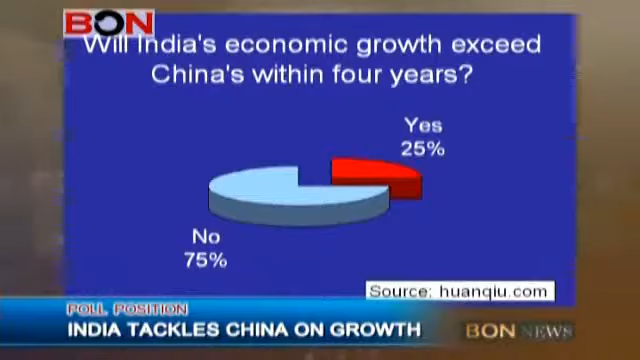 BON
Will India's economic growth exceed
China's within four years?
Yes
25%
No
75%
Source: huanqiu.com
POLL POSITION
INDIA TACKLES CHINA ON GROWTH
BON NEWS